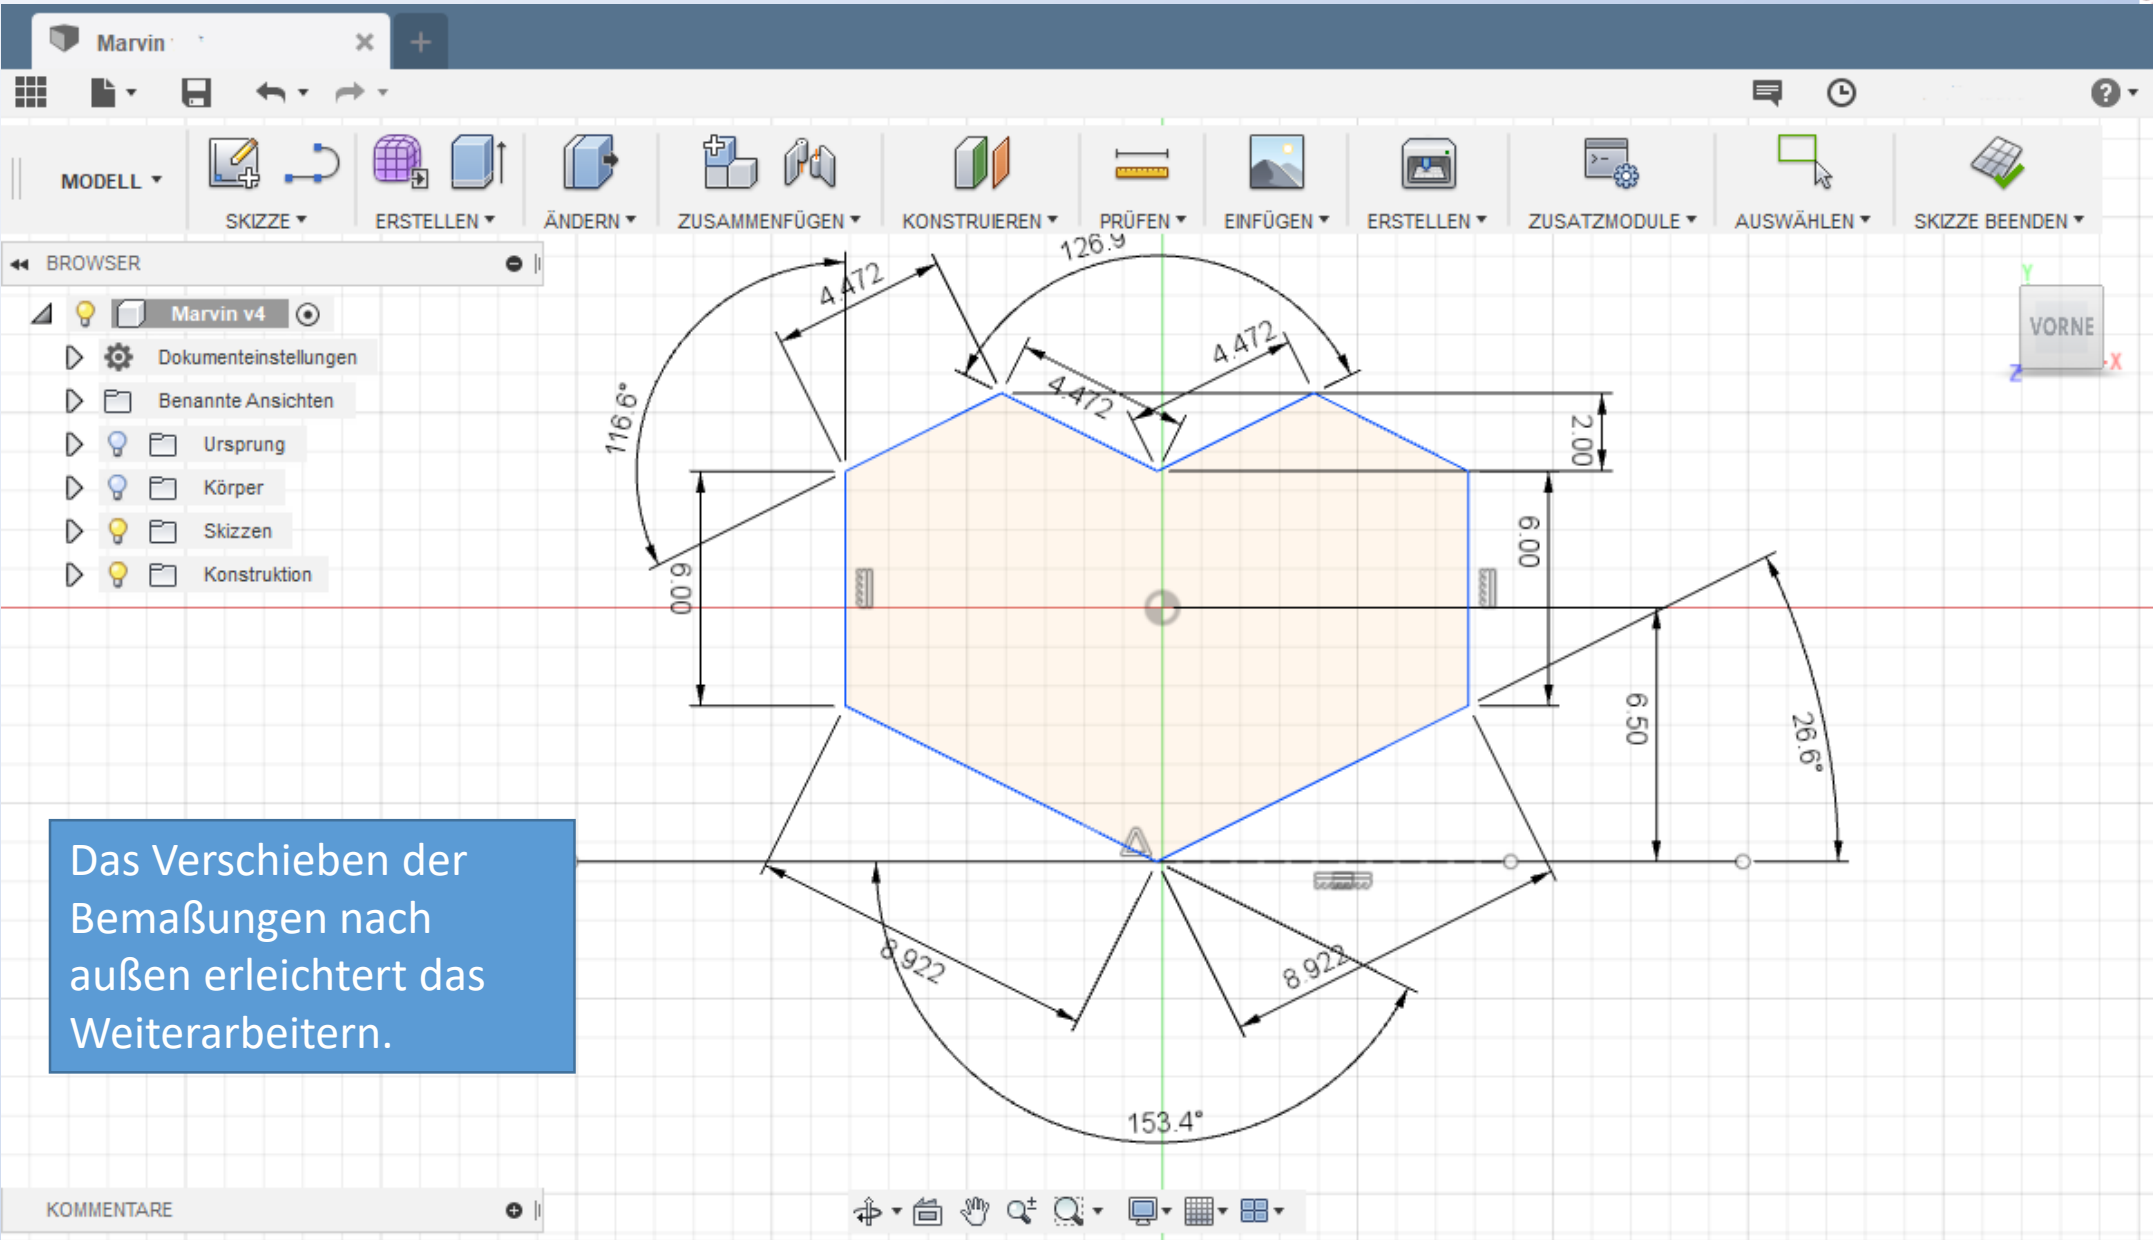 Marvin
MODELL
SKIZZE
ERSTELLEN
ÄNDERN
ZUSAMMENFÜGEN
KONSTRUIEREN
PRÜFEN
EINFÜGEN
ERSTELLEN
ZUSATZMODULE
AUSWÄHLEN
SKIZZE BEENDEN
BROWSER
Marvin v4
Dokumenteinstellungen
Benannte Ansichten
Ursprung
Körper
Skizzen
Konstruktion
126.9
4.472
4.472
4.472
116.6°
2.00
6.00
6.00
6.50
26.6°
8.922
8.922
153.4°
Y
VORNE
X
Z
Das Verschieben der
Bemaßungen nach
außen erleichtert das
Weiterarbeitern.
KOMMENTARE